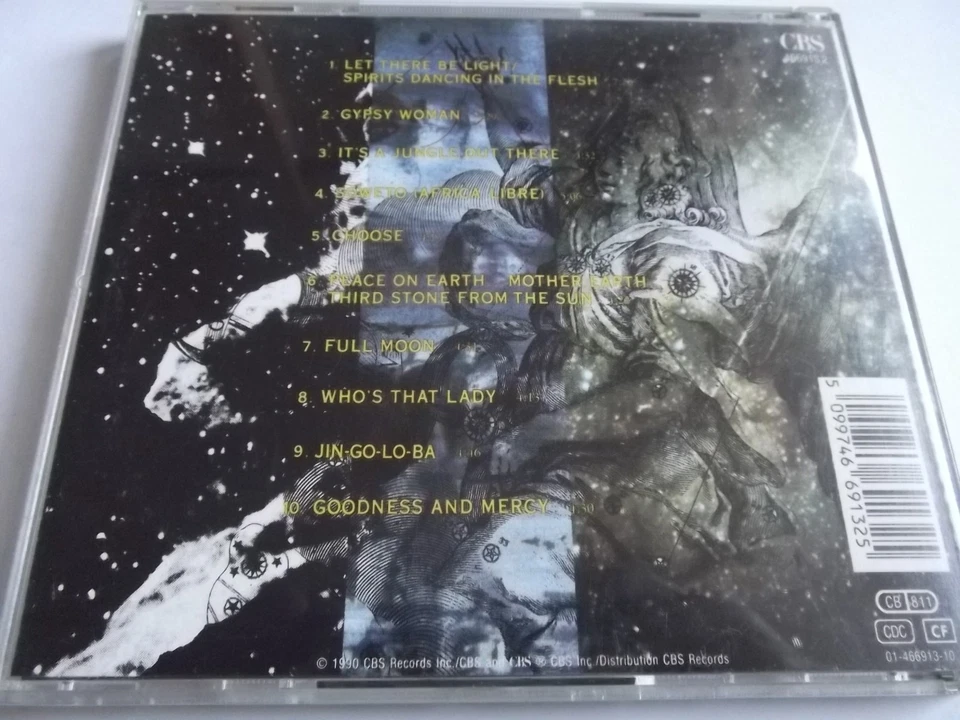 CBS
1 LET THERE BE LIGHT/
SPIRITS DANCING IN THE FLESH
2. GYPSY WOMAN
3. IT'S A JUNGLE OUT THERE
4. SOWETO (AFRICA LIBRE)
5. CHOOSE
6. PEACE ON EARTH MOTHER EARTH
THIRD STONE FROM THE SUN
7. FULL MOON
8. WHO'S THAT LADY
9. JIN-GO-LO-BA
10. GOODNESS AND MERCY
5 099746 691325
CB 811
CDC CF
01-466913-10
© 1990 CBS Records Inc./CBS and CBS ® CBS Inc./Distribution CBS Records